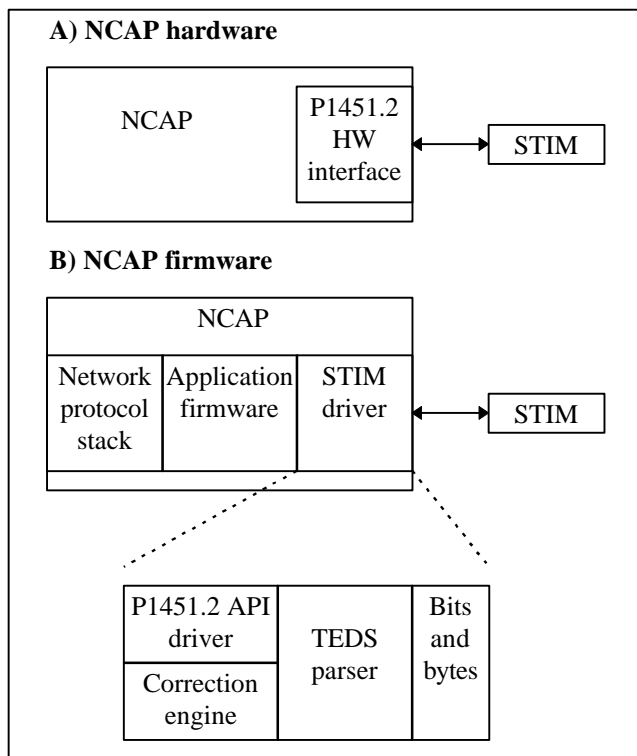 A) NCAP hardware
NCAP
P1451.2
HW
interface
STIM
B) NCAP firmware
NCAP
Network
protocol
stack
Application
firmware
STIM
driver
STIM
P1451.2 API
driver
Correction
engine
TEDS
parser
Bits
and
bytes